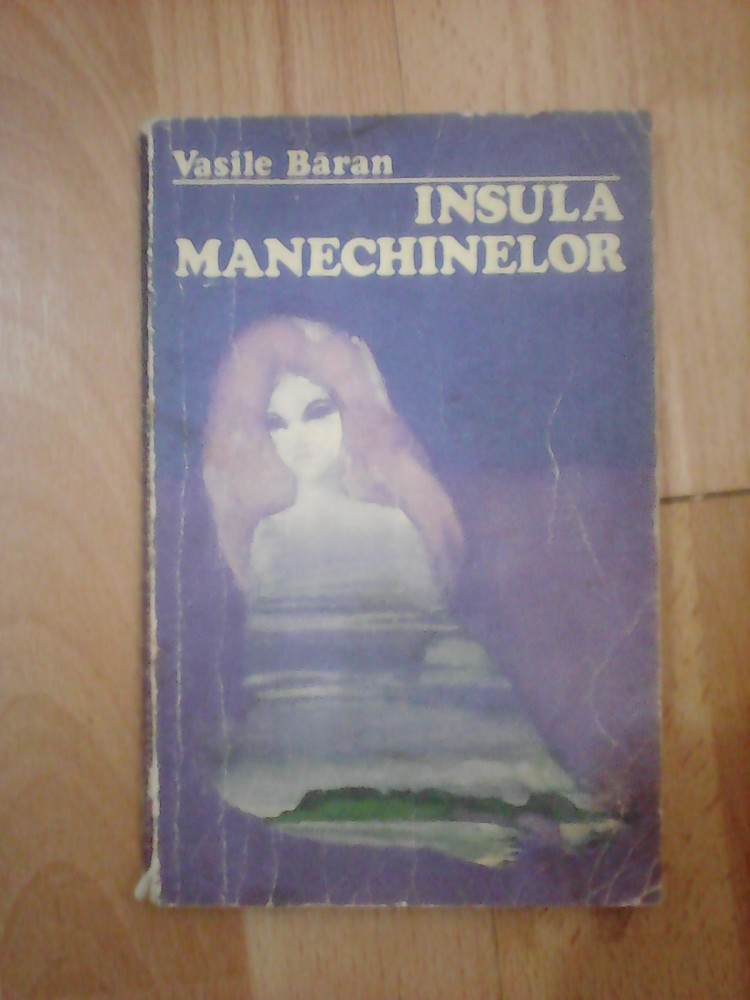 Vasile Băran
INSULA
MANECHINELOR